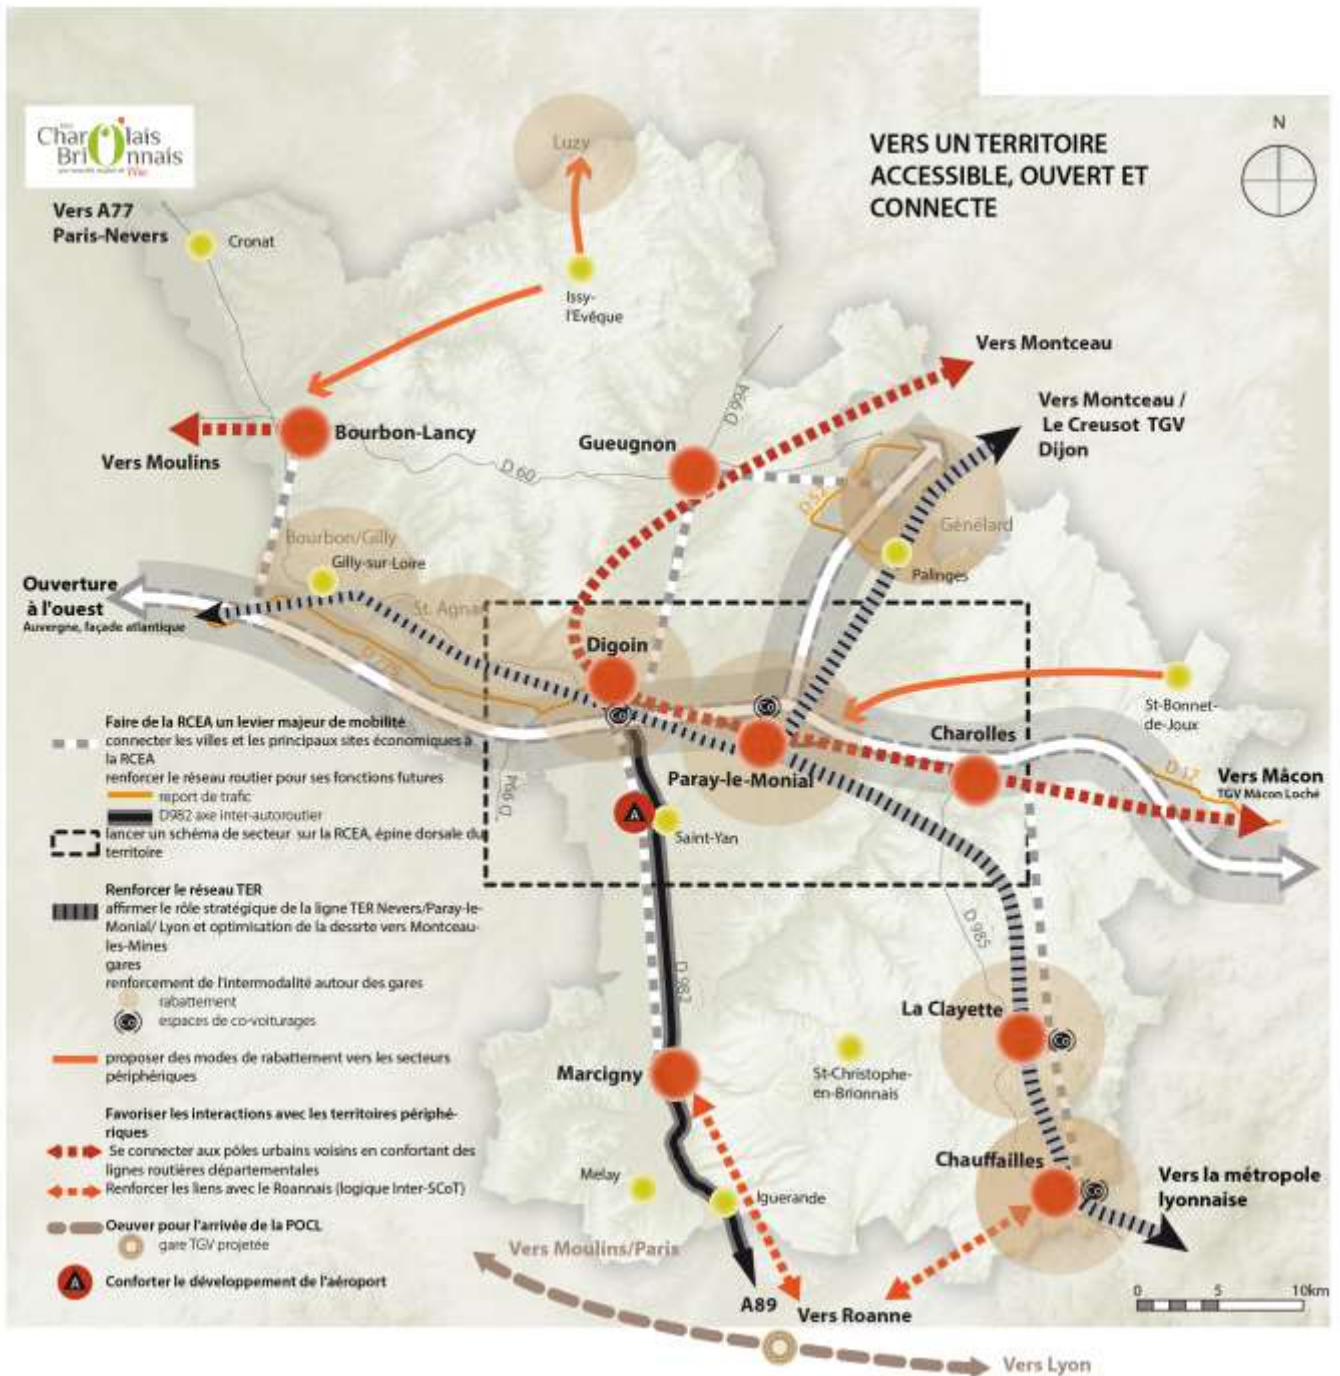 Charolais
Brionnais
VERS UN TERRITOIRE
ACCESSIBLE, OUVERT ET
CONNECTE
N
Luzy
Vers A77
Paris-Nevers
Cronat
Issy-
l'Evêque
Vers Montceau
Vers Montceau /
Le Creusot TGV
Dijon
D 994
Bourbon-Lancy
Gueugnon
Vers Moulins
D 60
Génélard
Bourbon/Gilly
Gilly-sur-Loire
Palinges
Ouverture
à l'ouest
Auvergne, façade atlantique
St. Agnan
Digoin
Co
Co
St-Bonnet-
de-Joux
Charolles
D 17
Vers Mâcon
TGV Mâcon Loché
Paray-le-Monial
D 994
A
Saint-Yan
D 985
D 982
La Clayette
Co
Marcigny
St-Christophe-
en-Brionnais
Chauffailles
Co
Vers la métropole
lyonnaise
Melay
Iguerande
Vers Moulins/Paris
A89
Vers Roanne
0 5 10km
Vers Lyon
Faire de la RCEA un levier majeur de mobilité
connecter les villes et les principaux sites économiques à
la RCEA
renforcer le réseau routier pour ses fonctions futures
report de trafic
D982 axe inter-autoroutier
lancer un schéma de secteur sur la RCEA, épine dorsale du
territoire
Renforcer le réseau TER
affirmer le rôle stratégique de la ligne TER Nevers/Paray-le-
Monial/ Lyon et optimisation de la dessrte vers Montceau-
les-Mines
gares
renforcement de l'intermodalité autour des gares
rabattement
Co espaces de co-voiturages
proposer des modes de rabattement vers les secteurs
périphériques
Favoriser les interactions avec les territoires périphé-
riques
Se connecter aux pôles urbains voisins en confortant des
lignes routières départementales
Renforcer les liens avec le Roannais (logique Inter-SCoT)
Oeuver pour l'arrivée de la POCL
gare TGV projetée
A Conforter le développement de l'aéroport